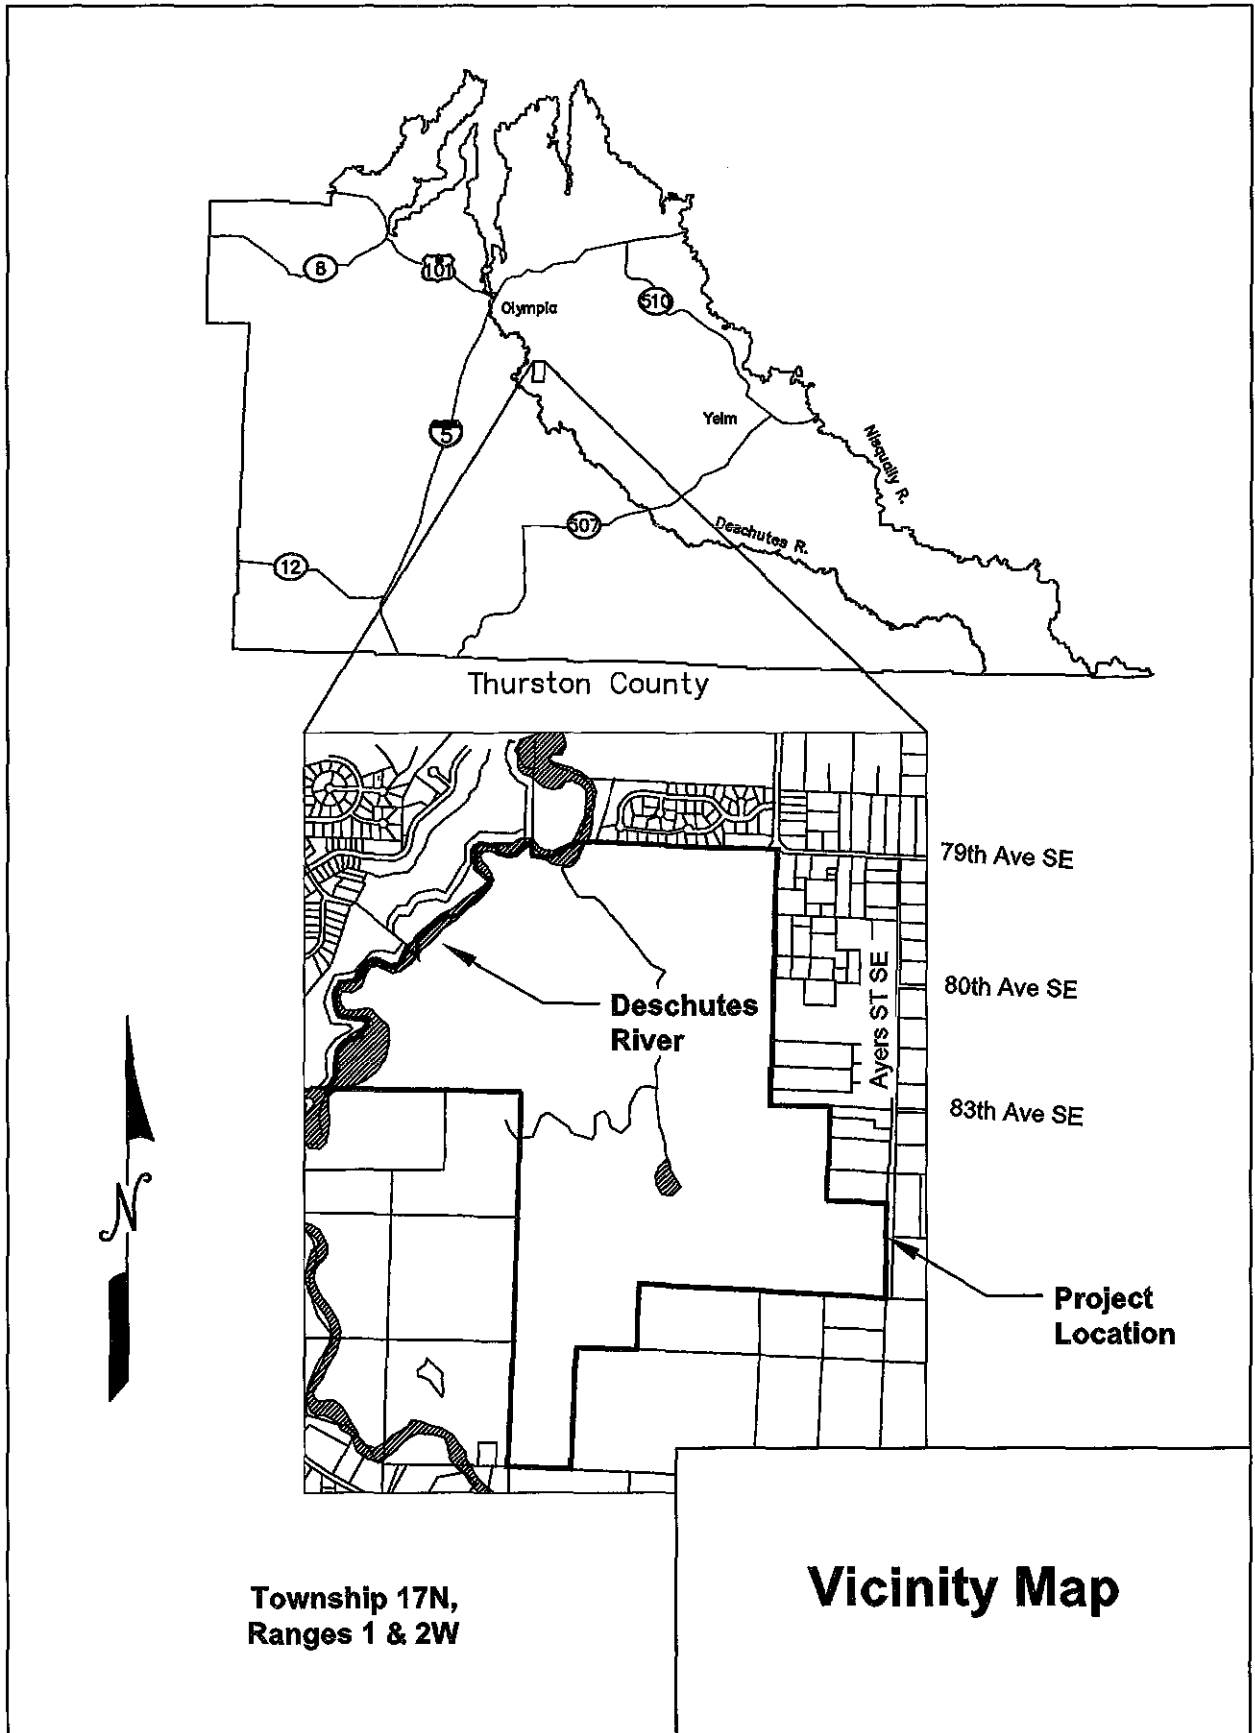 8
101
Olympia
510
5
Yelm
Nisqually R.
507
Deschutes R.
12
Thurston County
79th Ave SE
80th Ave SE
Ayers ST SE
Deschutes
River
83th Ave SE
N
Project
Location
Township 17N,
Ranges 1 & 2W
Vicinity Map